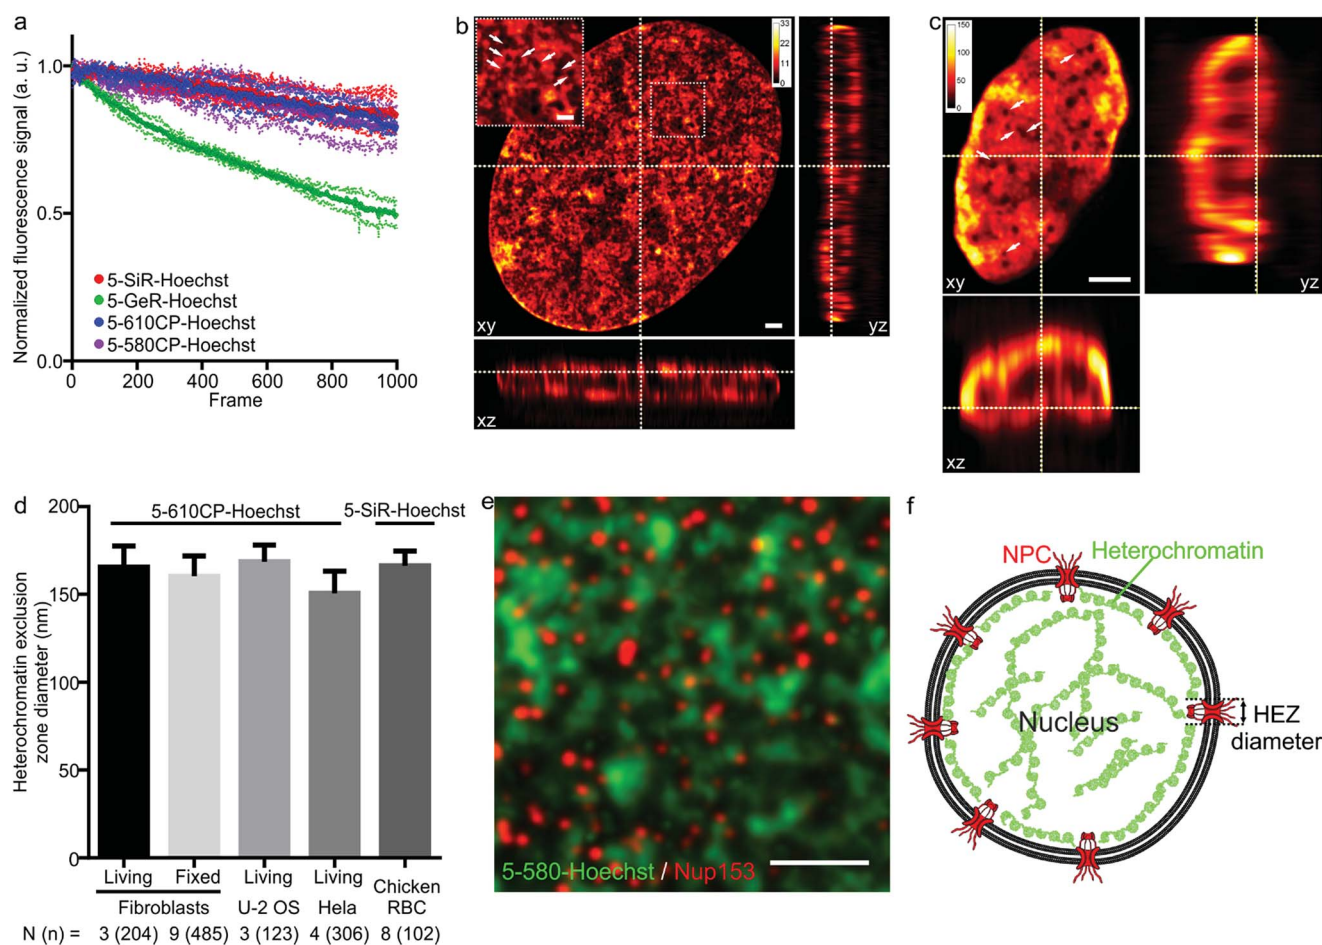 a
Normalized fluorescence signal (a. u.)
1.0
0.5
0.0
0 200 400 600 800 1000
Frame
5-SiR-Hoechst
5-GeR-Hoechst
5-610CP-Hoechst
5-580CP-Hoechst
b
33
22
11
0
xy
yz
xz
c
150
100
50
0
xy
yz
xz
d
Heterochromatin exclusion
zone diameter (nm)
200
150
100
50
0
5-610CP-Hoechst
5-SiR-Hoechst
Living Fixed Living Living Chicken
Fibroblasts U-2 OS Hela RBC
N (n) = 3 (204) 9 (485) 3 (123) 4 (306) 8 (102)
e
5-580-Hoechst / Nup153
f
NPC
Heterochromatin
Nucleus
HEZ
diameter